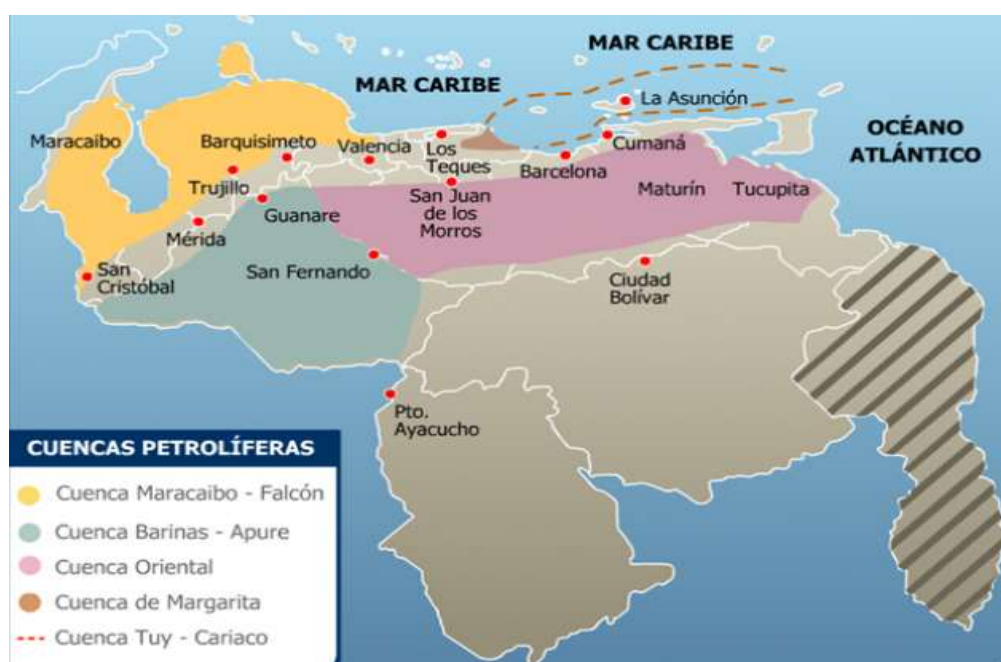 MAR CARIBE
MAR CARIBE
La Asunción
OCÉANO
ATLÁNTICO
Maracaibo
Barquisimeto
Valencia
Los
Teques
Barcelona
Cumaná
Trujillo
Guanare
San Juan
de los
Morros
Maturín
Tucupita
Mérida
San
Cristóbal
San Fernando
Ciudad
Bolívar
Pto.
Ayacucho
CUENCAS PETROLÍFERAS
Cuenca Maracaibo - Falcón
Cuenca Barinas - Apure
Cuenca Oriental
Cuenca de Margarita
Cuenca Tuy - Cariaco